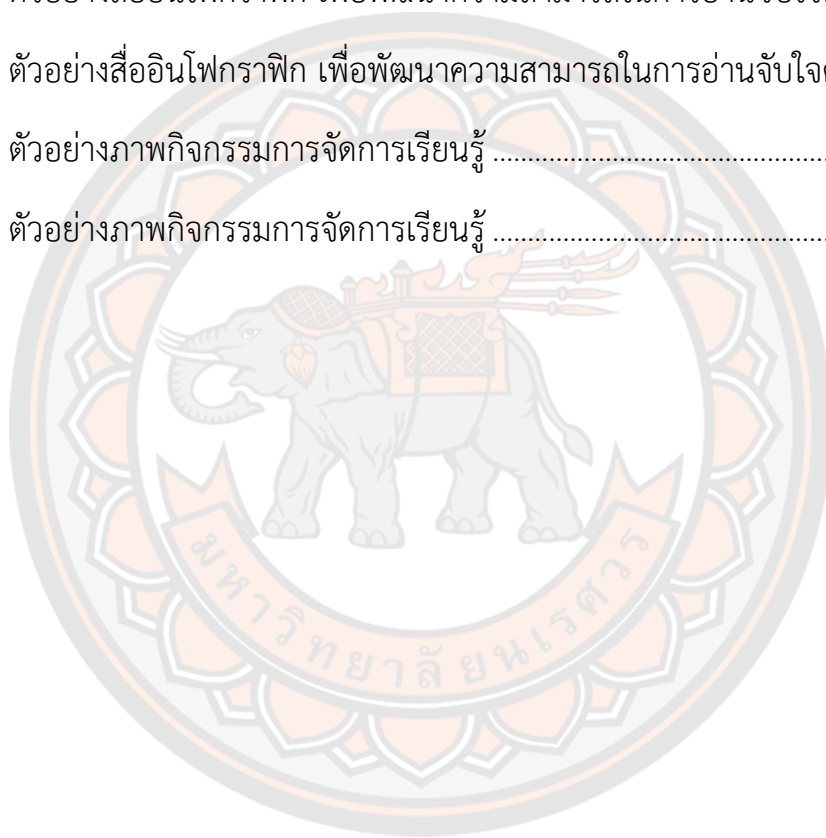 ตัวอย่างสื่ออินโฟกราฟิก เพื่อพัฒนาความสามารถในการอ่านจับใจ
ตัวอย่างภาพกิจกรรมการจัดการเรียนรู้ ................................................
ตัวอย่างภาพกิจกรรมการจัดการเรียนรู้ ................................................
มหาวิทยาลัยนเรศวร